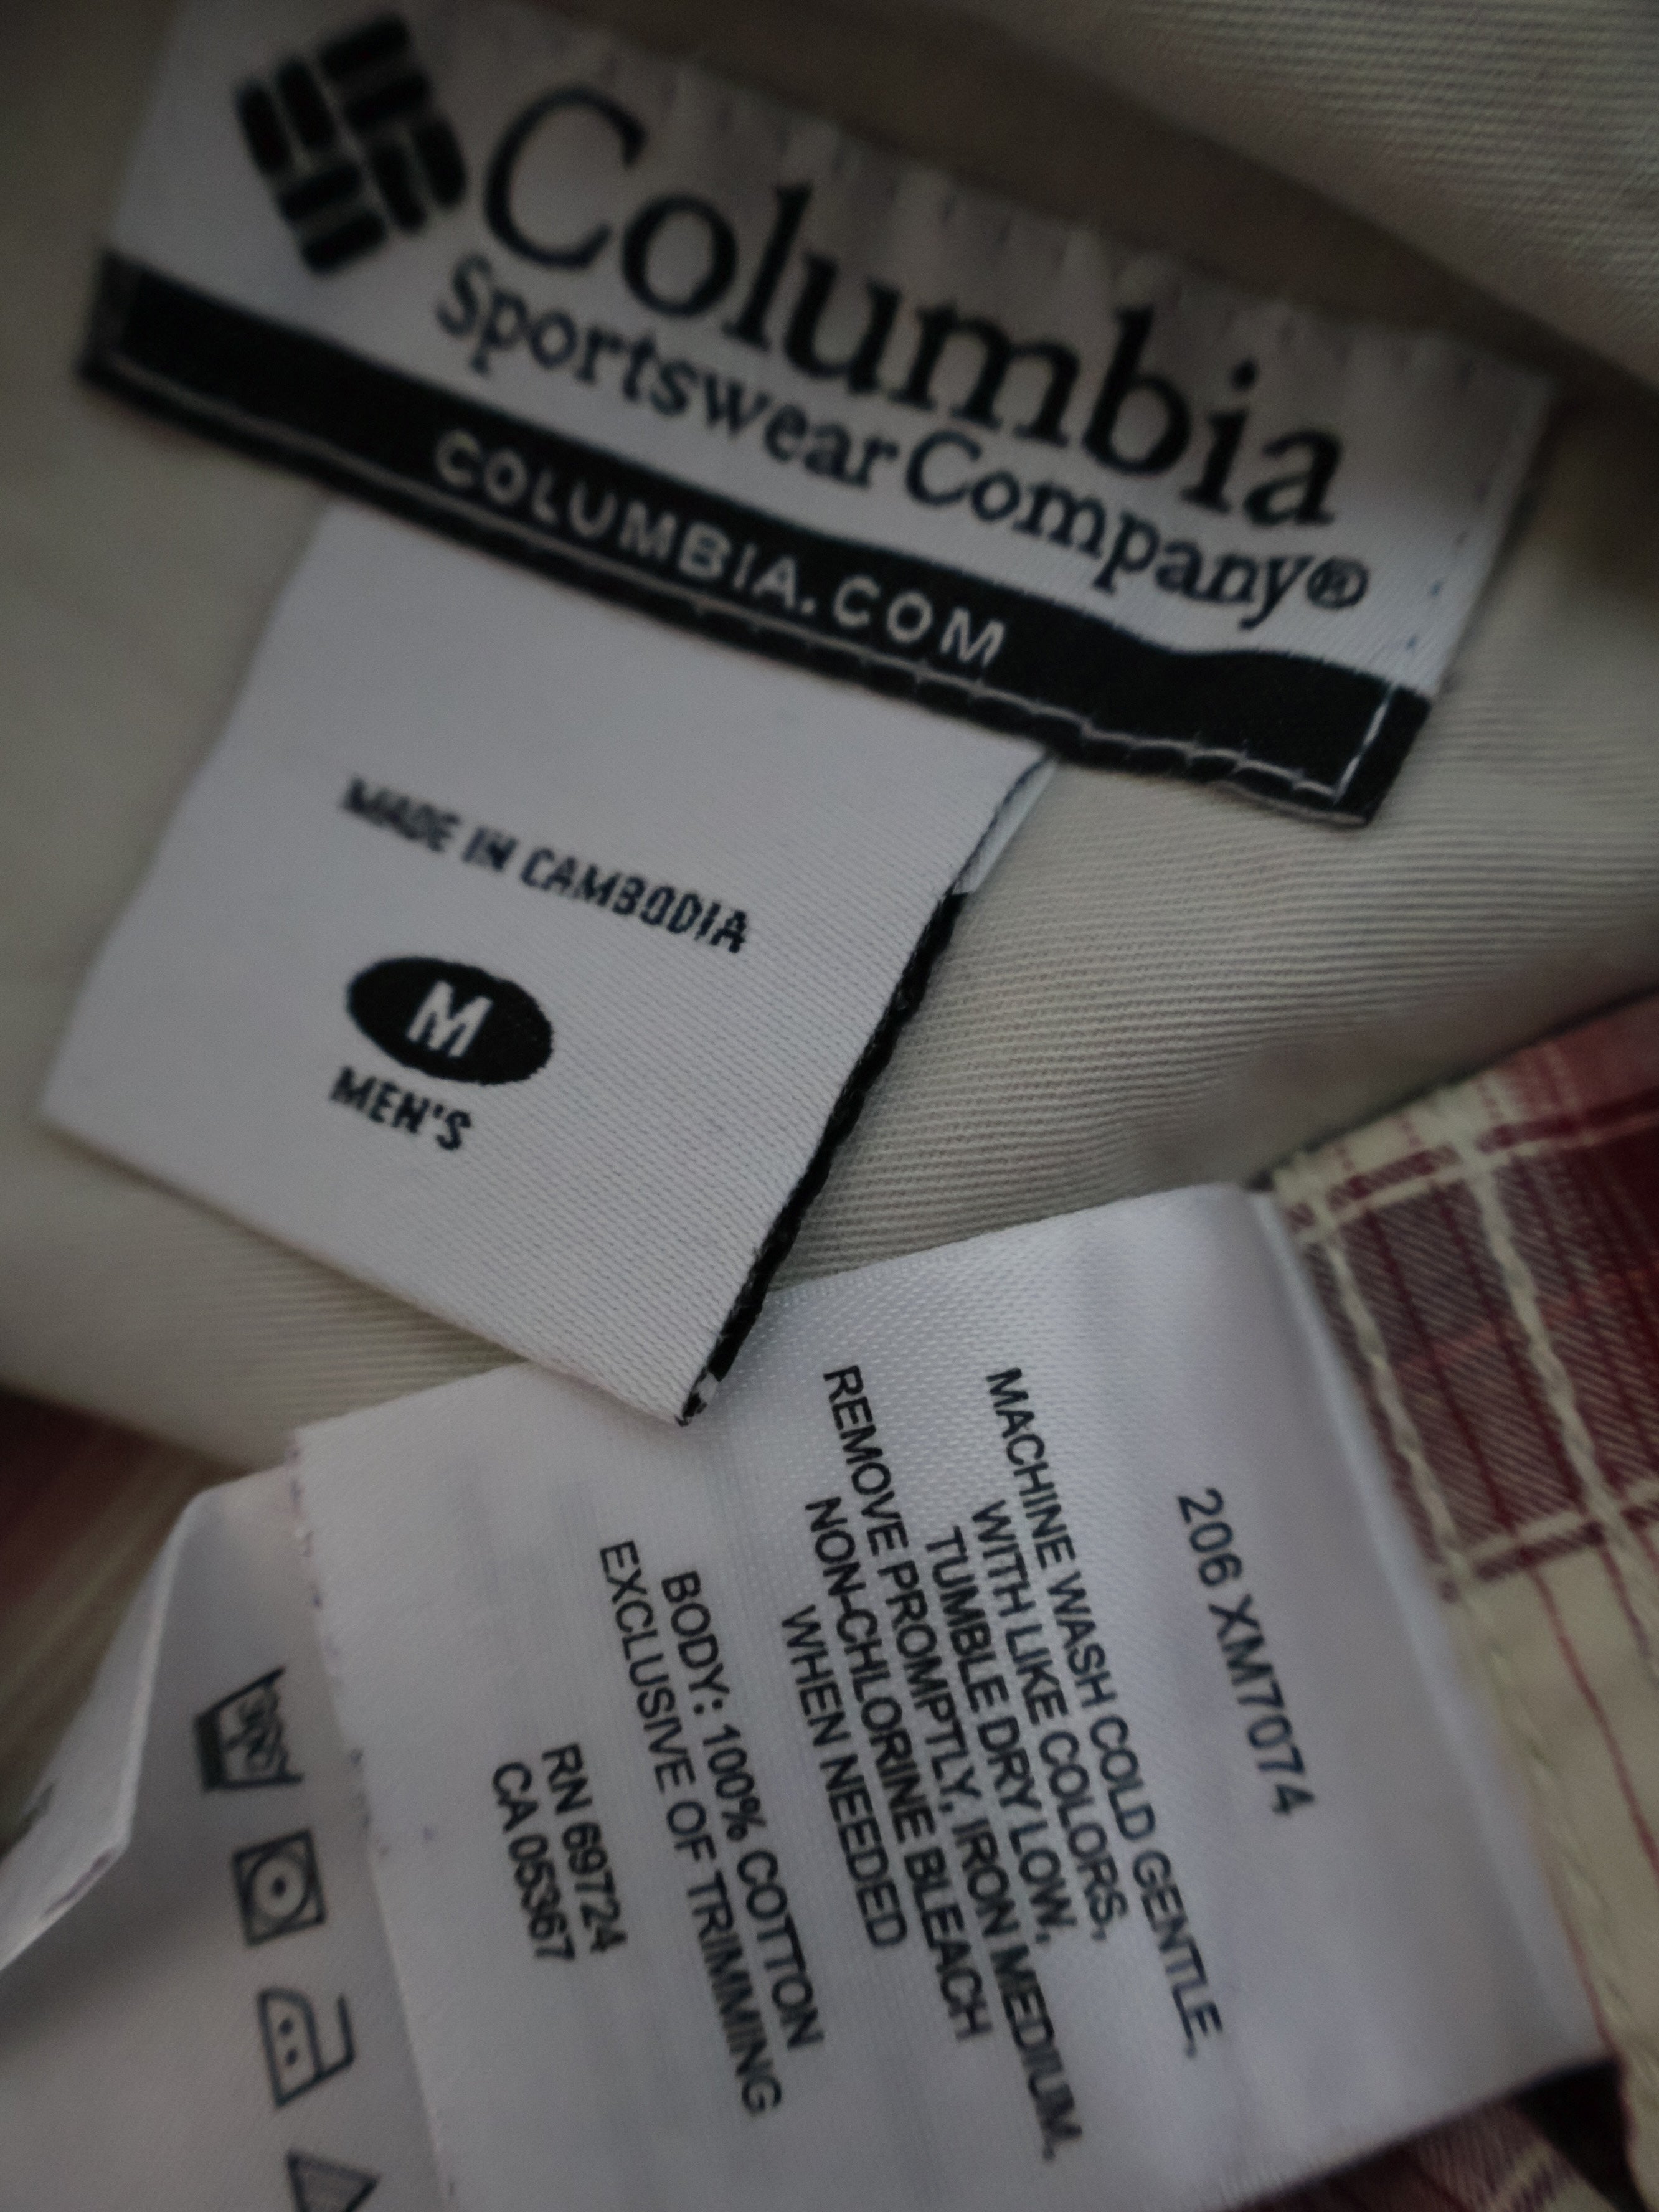 Columbia
Sportswear Company®
COLUMBIA.COM
MADE IN CAMBODIA
M
MEN'S
206 XM7074
MACHINE WASH COLD GENTLE,
WITH LIKE COLORS,
TUMBLE DRY LOW,
REMOVE PROMPTLY, IRON MEDIUM,
NON-CHLORINE BLEACH
WHEN NEEDED
BODY: 100% COTTON
EXCLUSIVE OF TRIMMING
RN 69724
CA 05367